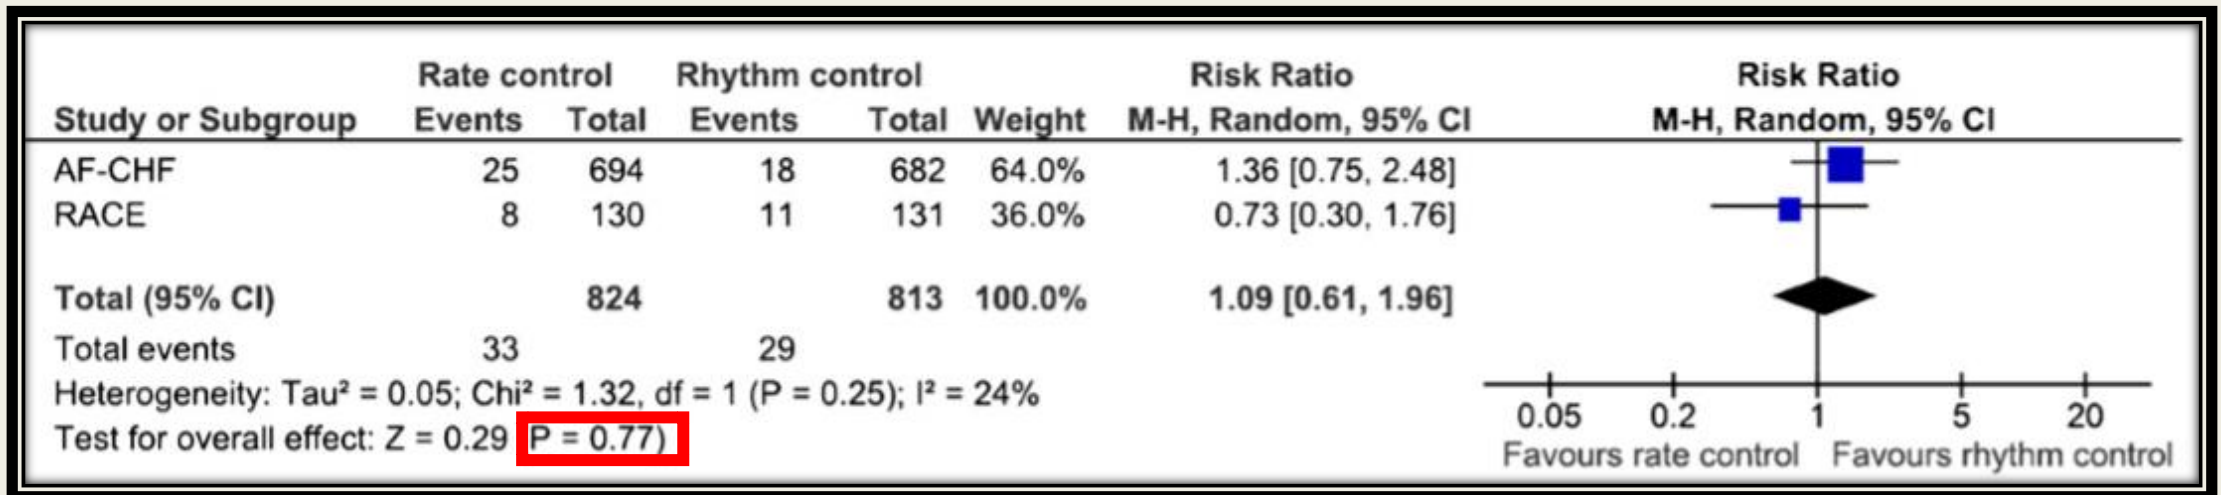 Rate control Rhythm control Risk Ratio Risk Ratio
Study or Subgroup Events Total Events Total Weight M-H, Random, 95% CI M-H, Random, 95% CI
AF-CHF 25 694 18 682 64.0% 1.36 [0.75, 2.48]
RACE 8 130 11 131 36.0% 0.73 [0.30, 1.76]
Total (95% CI) 824 813 100.0% 1.09 [0.61, 1.96]
Total events 33 29
Heterogeneity: Tau² = 0.05; Chi² = 1.32, df = 1 (P = 0.25); I² = 24%
Test for overall effect: Z = 0.29 P = 0.77)
0.05 0.2 1 5 20
Favours rate control Favours rhythm control